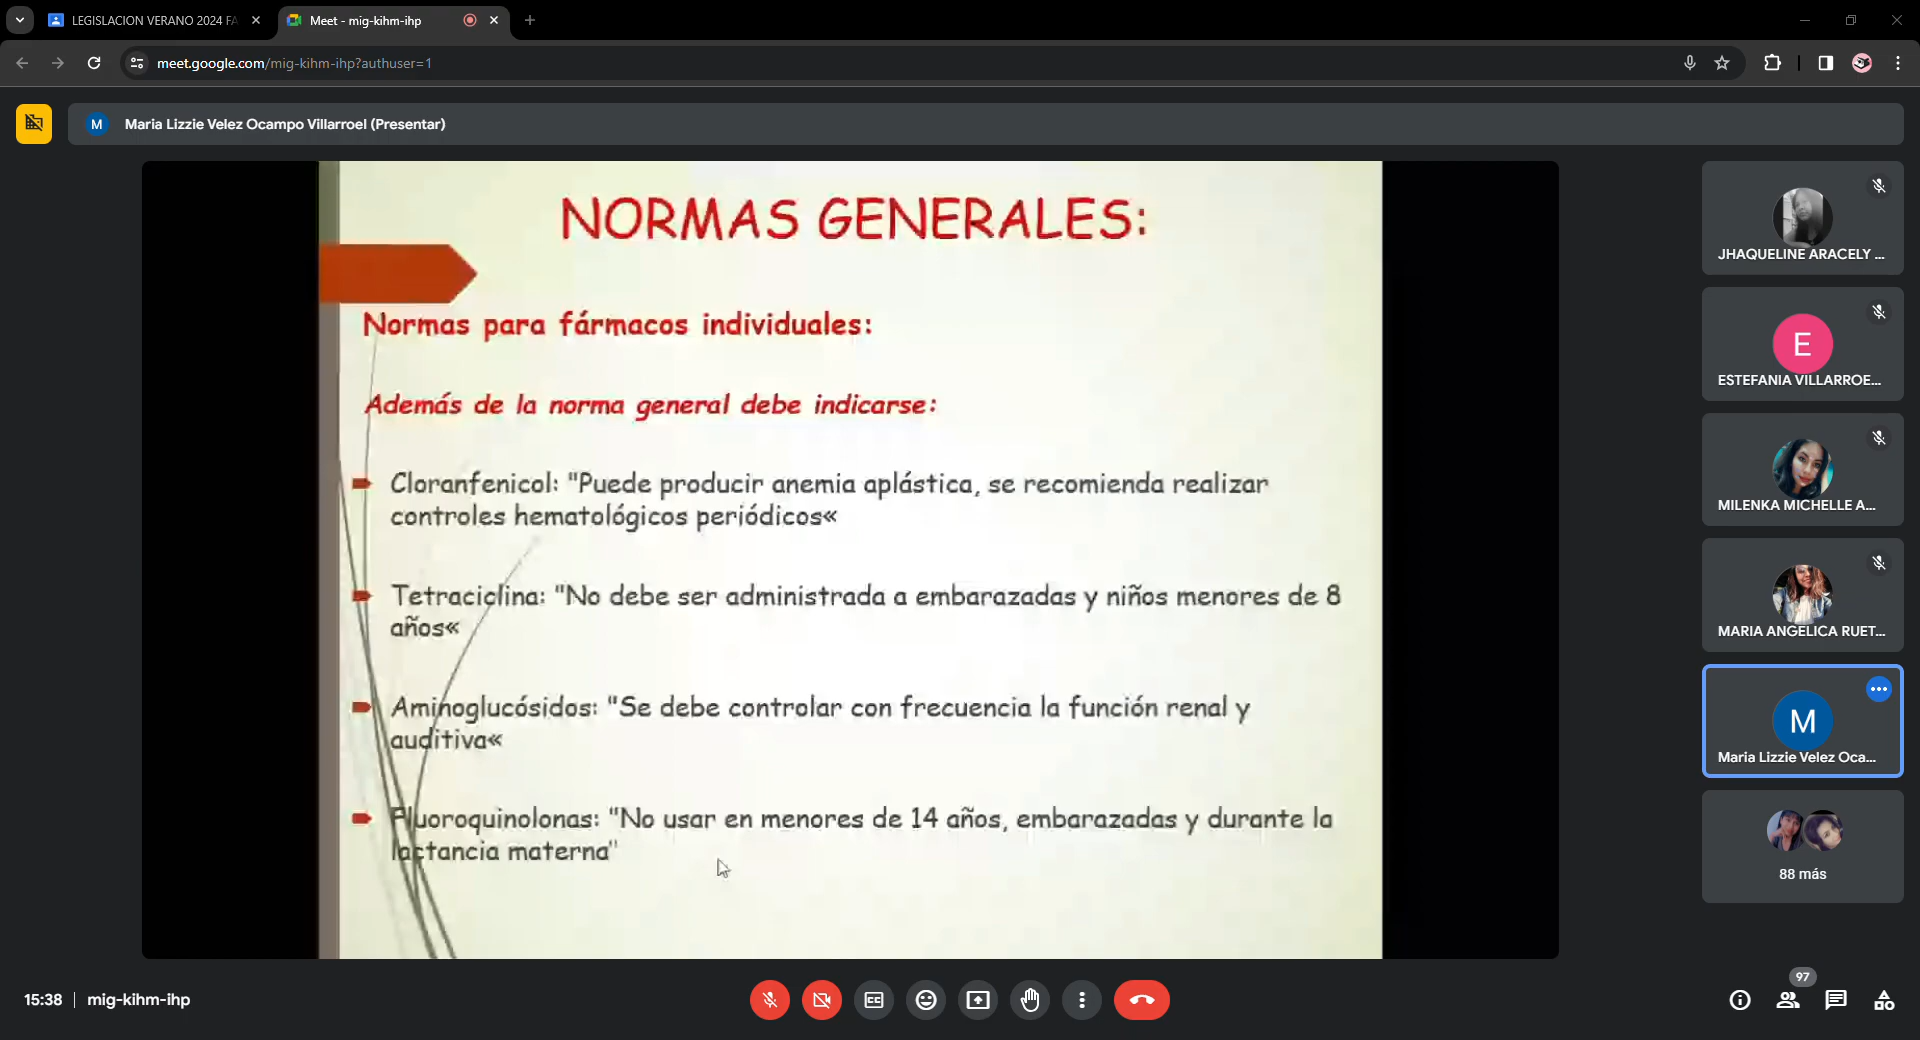 LEGISLACION VERANO 2024 FA
Meet - mig-kihm-ihp
meet.google.com/mig-kihm-ihp?authuser=1
M
Maria Lizzie Velez Ocampo Villarroel (Presentar)
NORMAS GENERALES:
Normas para fármacos individuales:
Además de la norma general debe indicarse:
Cloranfenicol: "Puede producir anemia aplástica, se recomienda realizar
controles hematológicos periódicos«
Tetraciclina: "No debe ser administrada a embarazadas y niños menores de 8
años«
Aminoglucósidos: "Se debe controlar con frecuencia la función renal y
auditiva«
Fluoroquinolonas: "No usar en menores de 14 años, embarazadas y durante la
lactancia materna"
JHAQUELINE ARACELY ...
E
ESTEFANIA VILLARROE...
MILENKA MICHELLE A...
MARIA ANGELICA RUET...
M
Maria Lizzie Velez Oca...
88 más
15:38 | mig-kihm-ihp
97